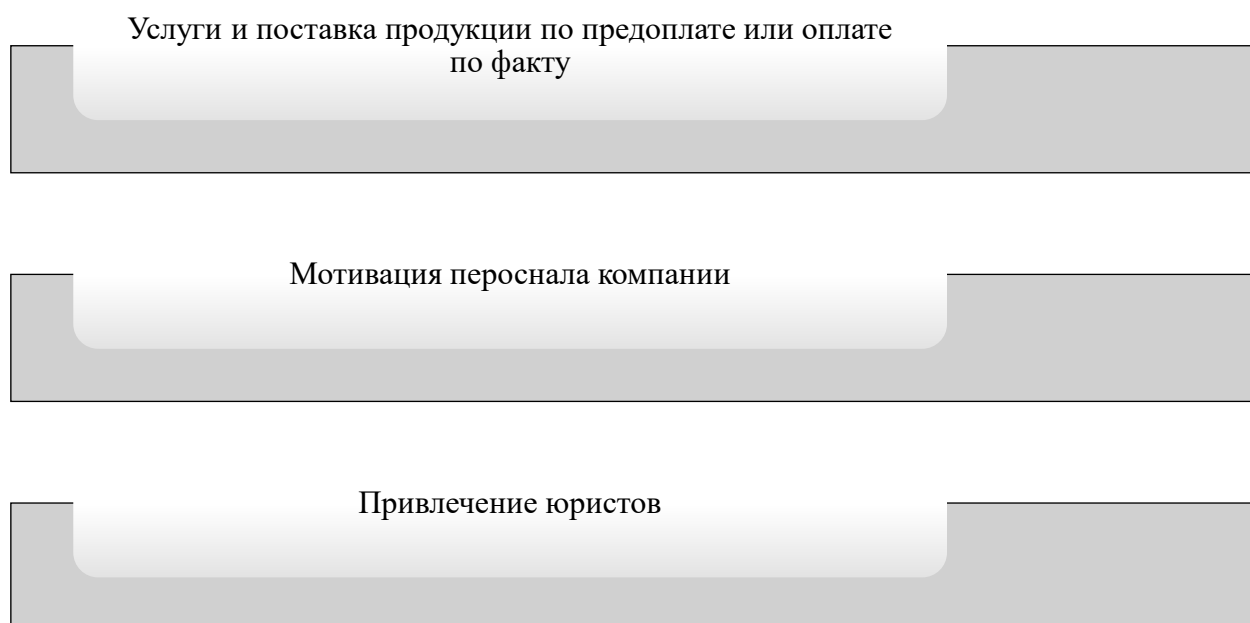 Услуги и поставка продукции по предоплате или оплате
по факту
Мотивация пероснала компании
Привлечение юристов